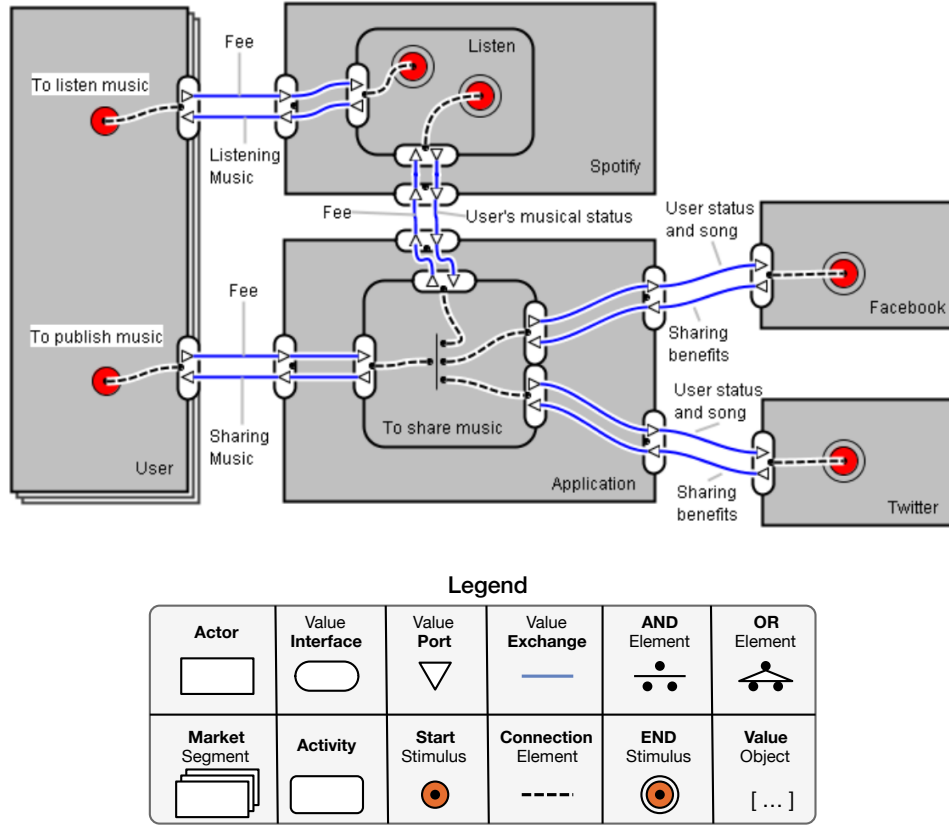 Fee
Listen
To listen music
Listening
Music
Spotify
Fee
User's musical status
User status
and song
Fee
Facebook
To publish music
Sharing
benefits
User status
and song
Sharing
Music
To share music
User
Application
Sharing
benefits
Twitter
Legend
Actor
Value
Interface
Value
Port
Value
Exchange
AND
Element
OR
Element
Market
Segment
Activity
Start
Stimulus
Connection
Element
END
Stimulus
Value
Object
[ ... ]